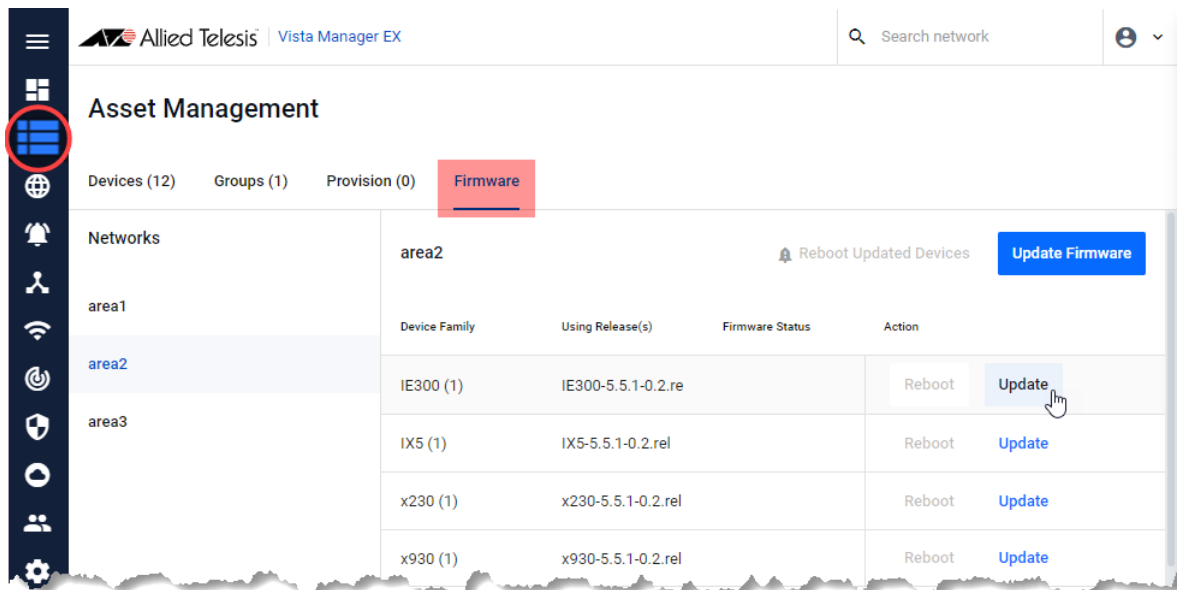 Allied Telesis Vista Manager EX
Search network
Asset Management
Devices (12) Groups (1) Provision (0) Firmware
Networks
area1
area2
area3
area2 Reboot Updated Devices Update Firmware
Device Family Using Release(s) Firmware Status Action
IE300 (1) IE300-5.5.1-0.2.re Reboot Update
IX5 (1) IX5-5.5.1-0.2.rel Reboot Update
x230 (1) x230-5.5.1-0.2.rel Reboot Update
x930 (1) x930-5.5.1-0.2.rel Reboot Update